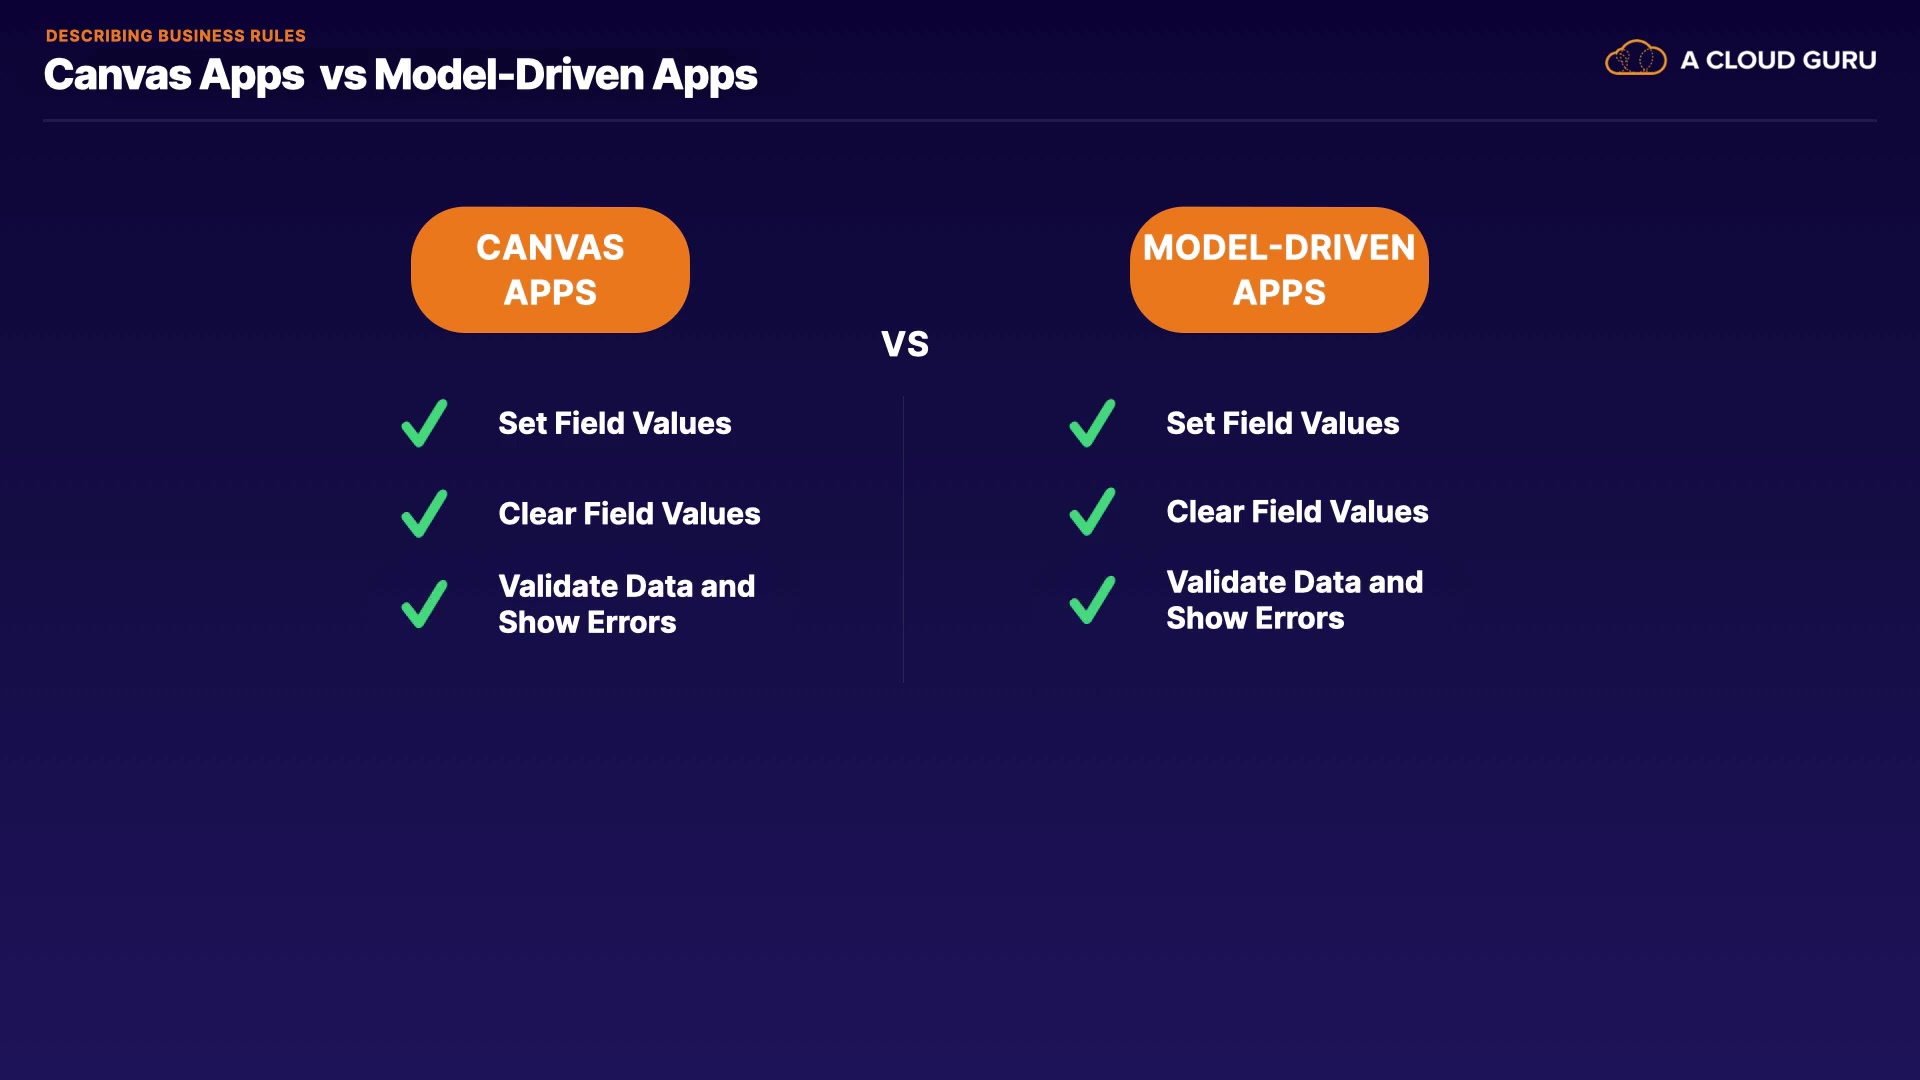 DESCRIBING BUSINESS RULES
Canvas Apps vs Model-Driven Apps
A CLOUD GURU
CANVAS
APPS
VS
MODEL-DRIVEN
APPS
Set Field Values
Clear Field Values
Validate Data and
Show Errors
Set Field Values
Clear Field Values
Validate Data and
Show Errors